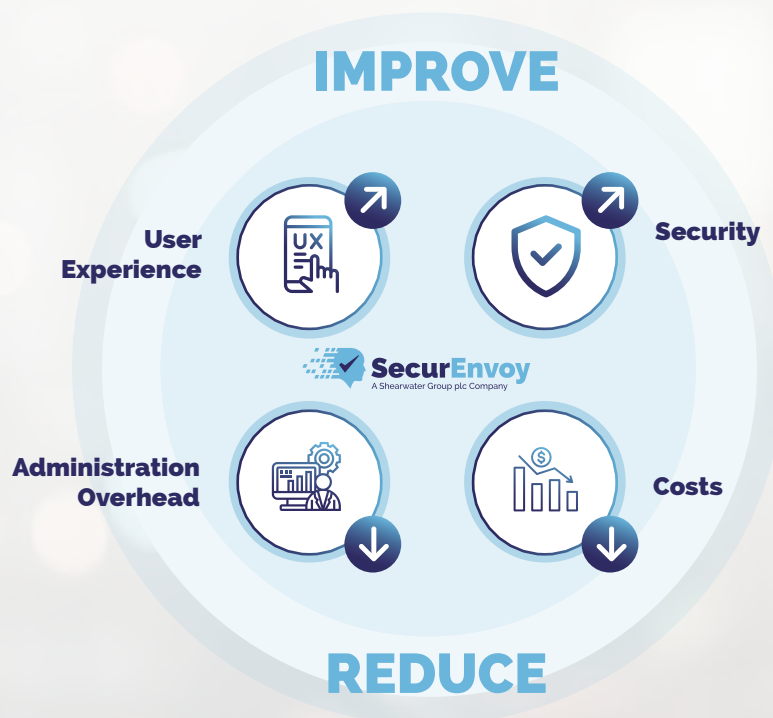 IMPROVE
User
Experience
UX
Security
SecurEnvoy
A Shearwater Group plc Company
Administration
Overhead
$
Costs
REDUCE